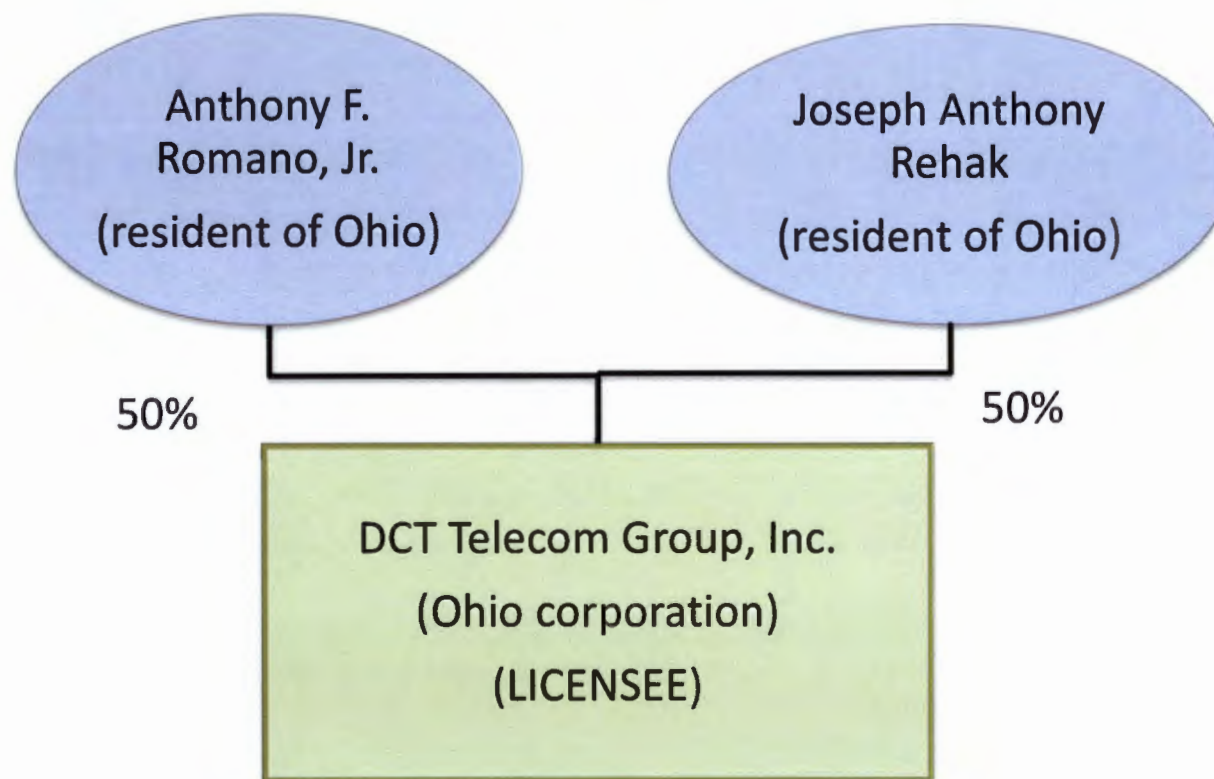 Anthony F.
Romano, Jr.
(resident of Ohio)
Joseph Anthony
Rehak
(resident of Ohio)
50%
50%
DCT Telecom Group, Inc.
(Ohio corporation)
(LICENSEE)